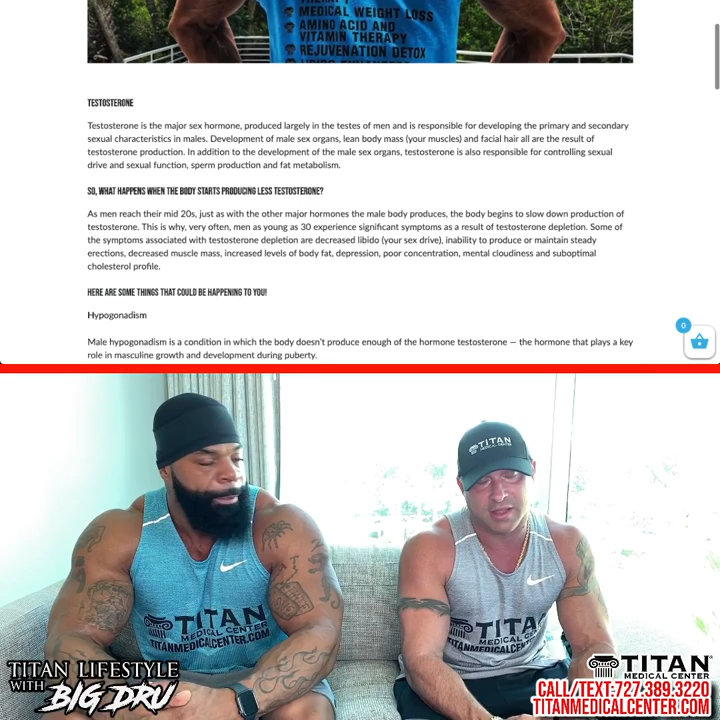 MEDICAL WEIGHT LOSS
AMINO ACID AND
VITAMIN THERAPY
REJUVENATION DETOX
TESTOSTERONE
Testosterone is the major sex hormone, produced largely in the testes of men and is responsible for developing the primary and secondary
sexual characteristics in males. Development of male sex organs, lean body mass (your muscles) and facial hair all are the result of
testosterone production. In addition to the development of the male sex organs, testosterone is also responsible for controlling sexual
drive and sexual function, sperm production and fat metabolism.
SO, WHAT HAPPENS WHEN THE BODY STARTS PRODUCING LESS TESTOSTERONE?
As men reach their mid 20s, just as with the other major hormones the male body produces, the body begins to slow down production of
testosterone. This is why, very often, men as young as 30 experience significant symptoms as a result of testosterone depletion. Some of
the symptoms associated with testosterone depletion are decreased libido (your sex drive), inability to produce or maintain steady
erections, decreased muscle mass, increased levels of body fat, depression, poor concentration, mental cloudiness and suboptimal
cholesterol profile.
HERE ARE SOME THINGS THAT COULD BE HAPPENING TO YOU!
Hypogonadism
0
Male hypogonadism is a condition in which the body doesn't produce enough of the hormone testosterone — the hormone that plays a key
role in masculine growth and development during puberty.
TITAN
MEDICAL CENTER
TITAN
MEDICAL CENTER
TITANMEDICALCENTER.COM
TITAN
MEDICAL CENTER
TITANMEDICALCENTER.COM
TITAN LIFESTYLE
WITH BIG DRU
TITAN
MEDICAL CENTER
CALL/TEXT:727.389.3220
TITANMEDICALCENTER.COM